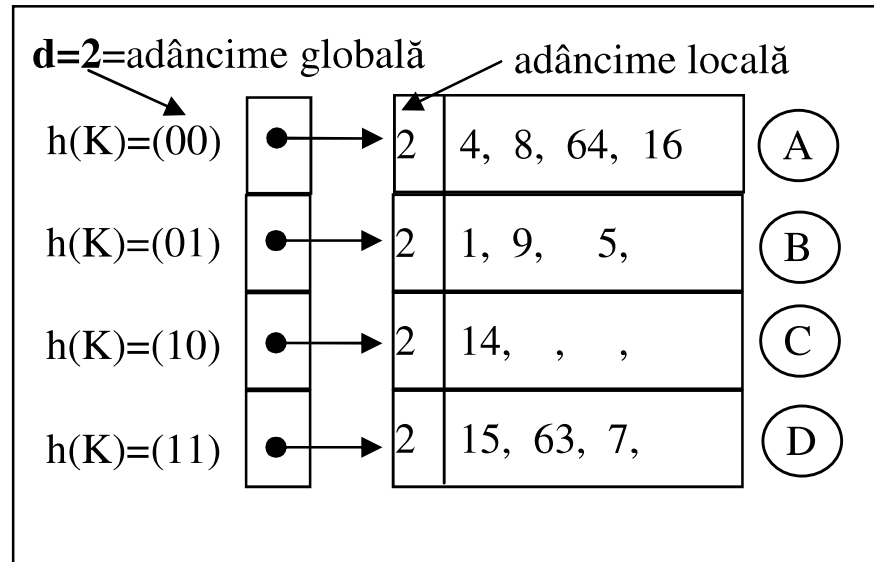 d=2=adâncime globală
adâncime locală
h(K)=(00) 2 4, 8, 64, 16 A
h(K)=(01) 2 1, 9, 5, B
h(K)=(10) 2 14, , , C
h(K)=(11) 2 15, 63, 7, D